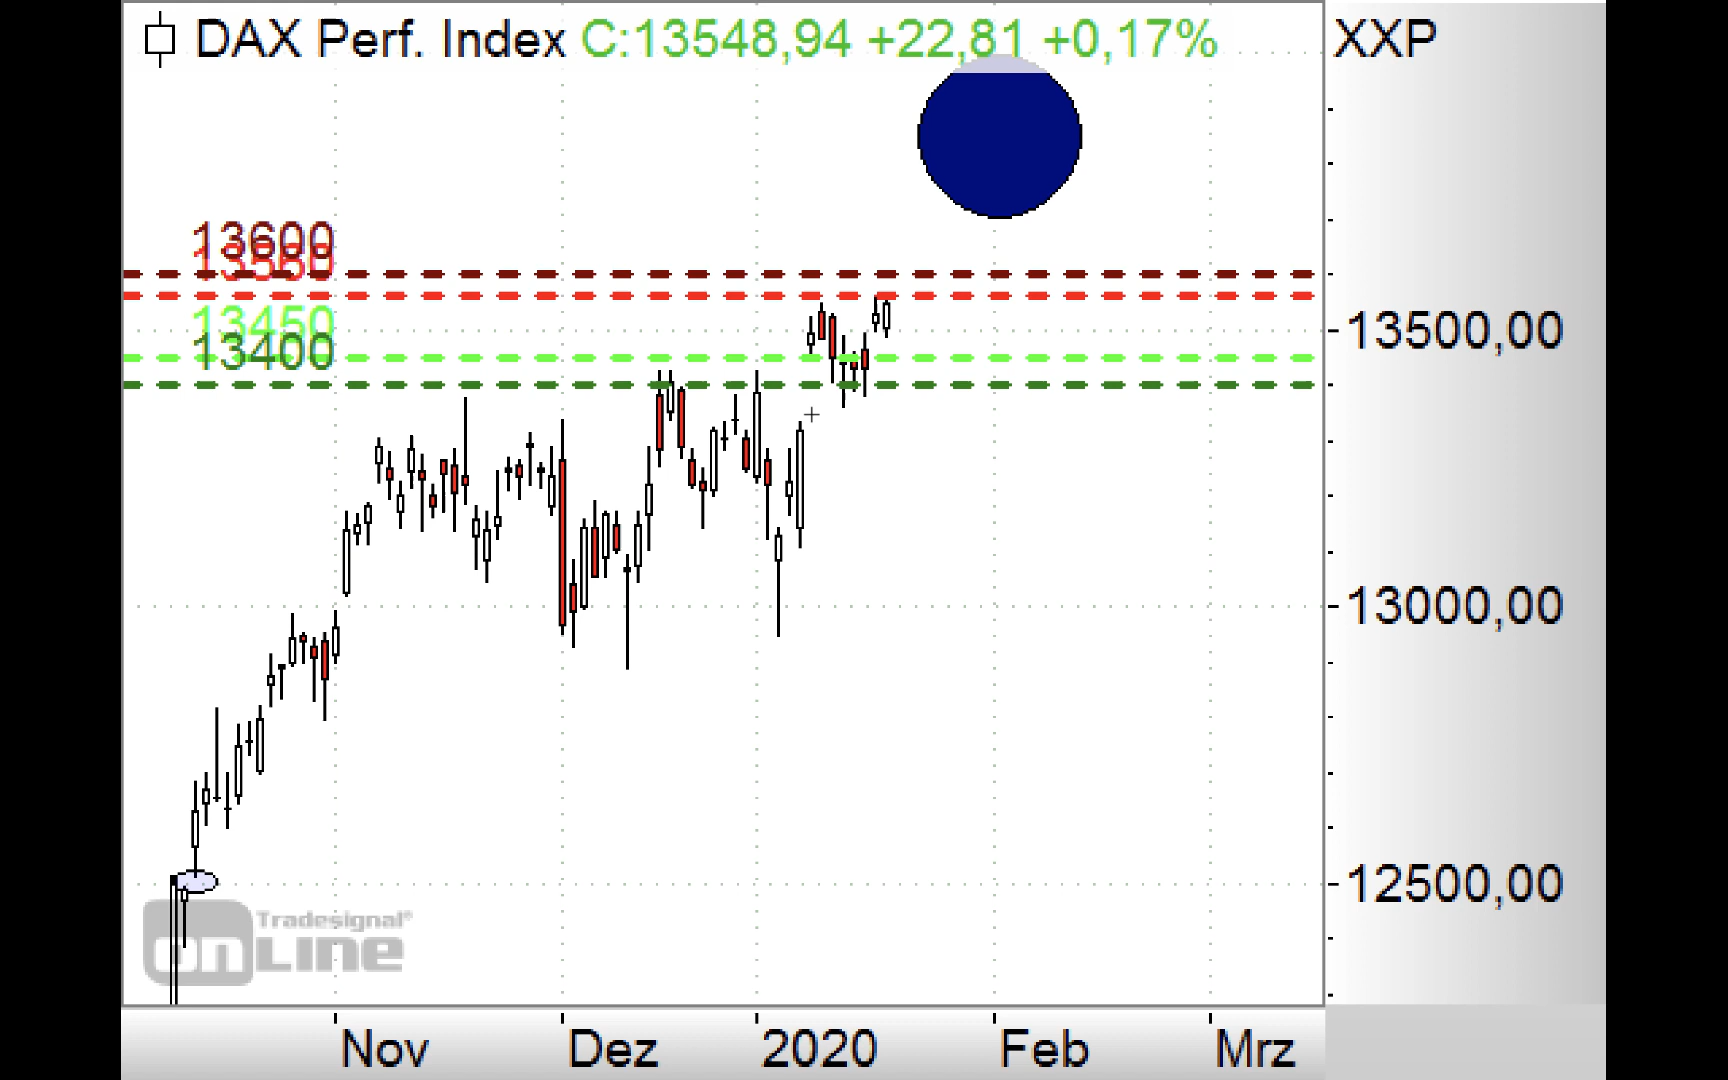 DAX Perf. Index C:13548,94 +22,81 +0,17%
XXP
13600
13560
13450
13400
13500,00
13000,00
12500,00
Tradesignal®
onLine
Nov Dez 2020 Feb Mrz